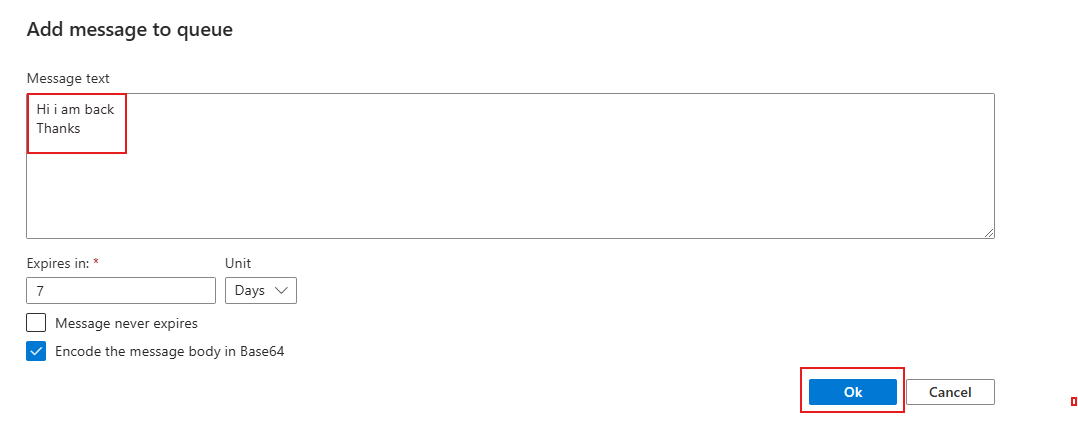 Add message to queue
Message text
Hi i am back
Thanks
Expires in: *
Unit
7
Days
Message never expires
Encode the message body in Base64
Ok
Cancel